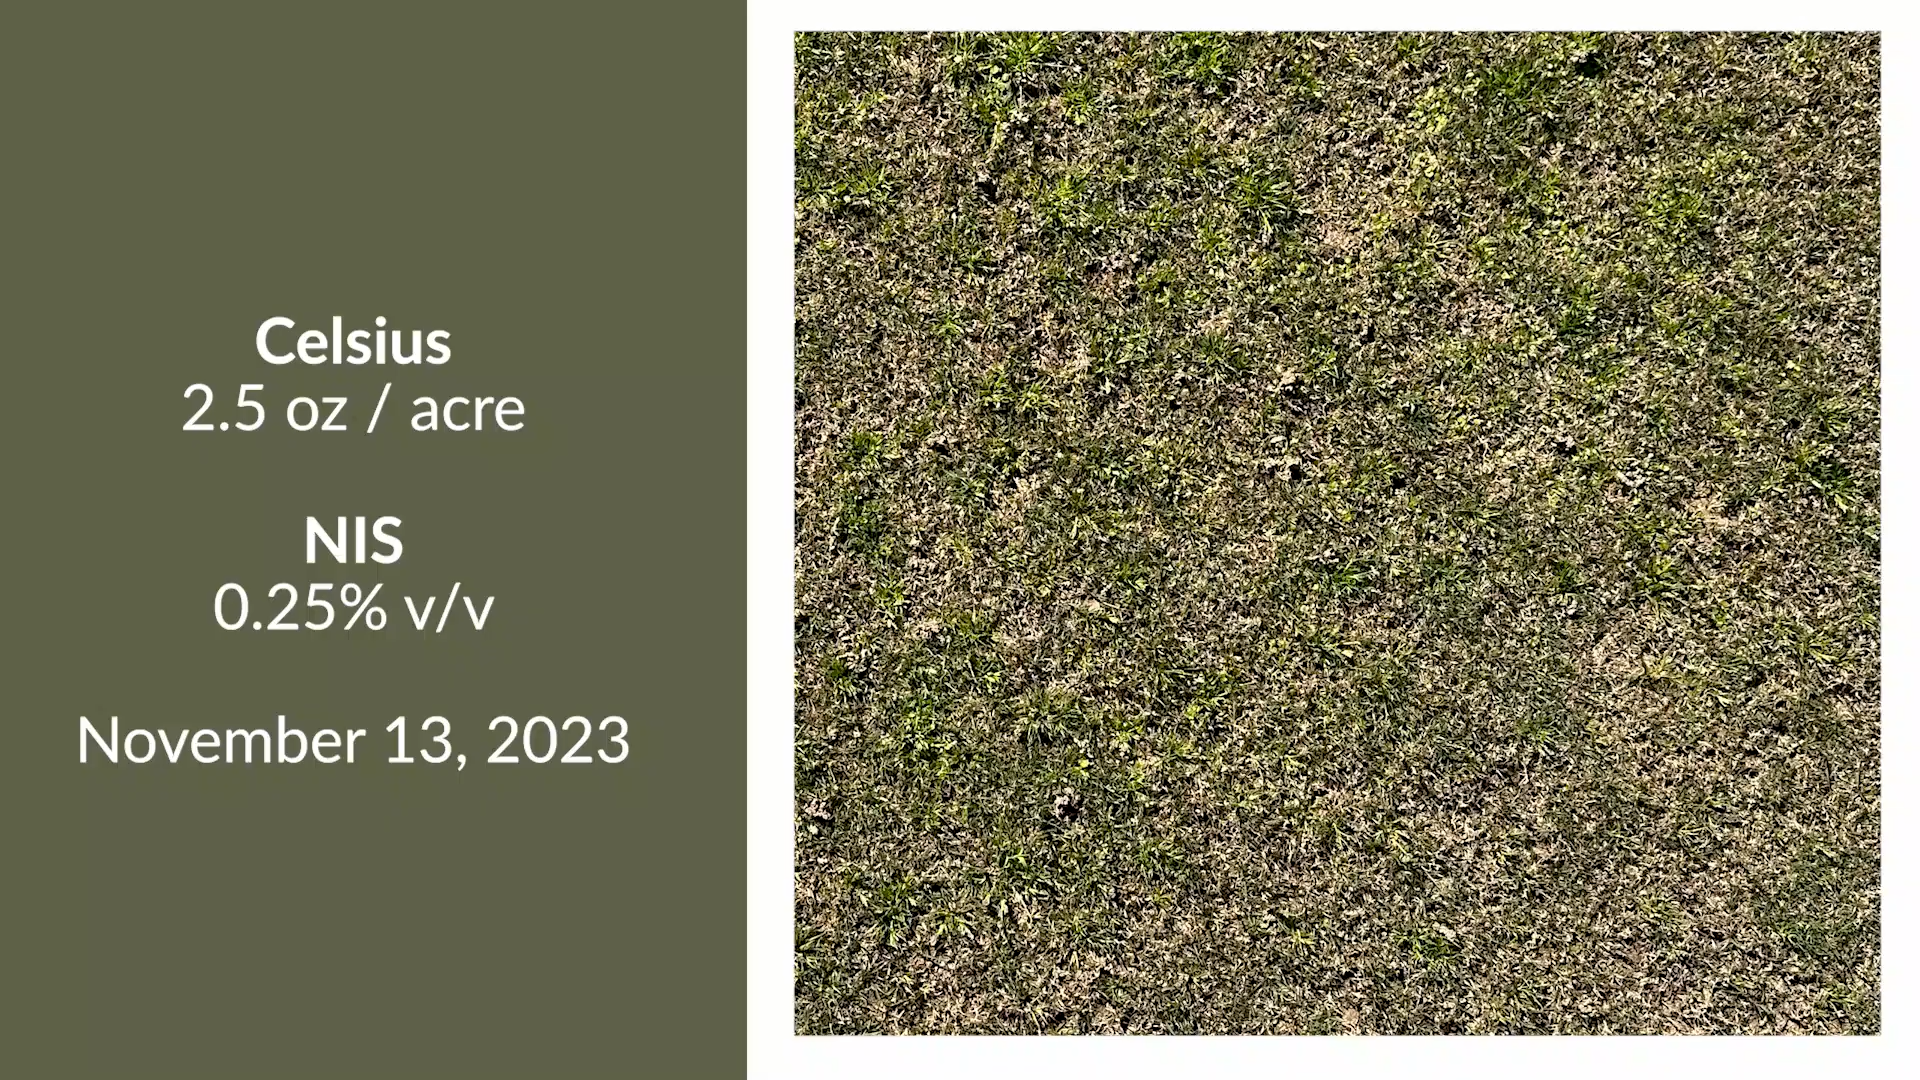 Celsius
2.5 oz / acre
NIS
0.25% v/v
November 13, 2023